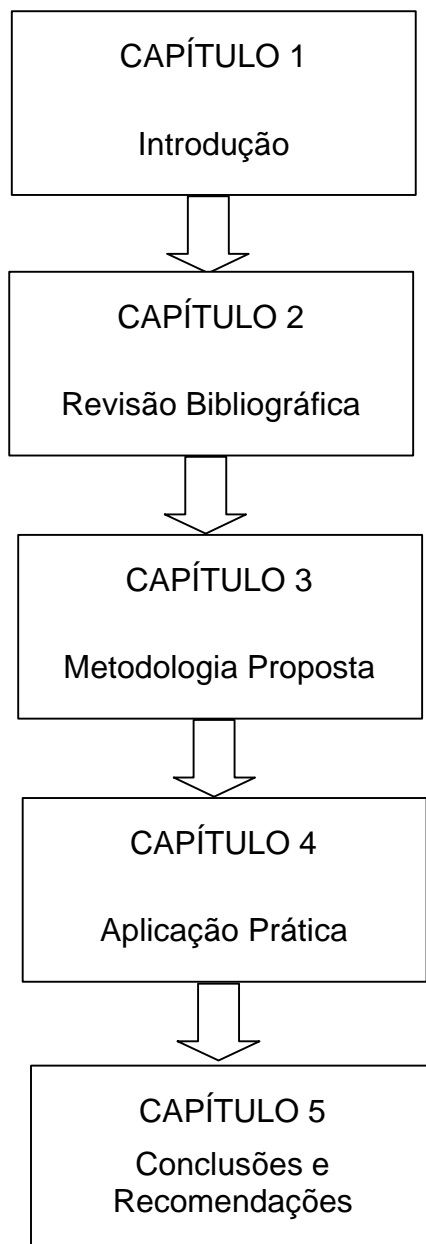 CAPÍTULO 1
Introdução
CAPÍTULO 2
Revisão Bibliográfica
CAPÍTULO 3
Metodologia Proposta
CAPÍTULO 4
Aplicação Prática
CAPÍTULO 5
Conclusões e
Recomendações